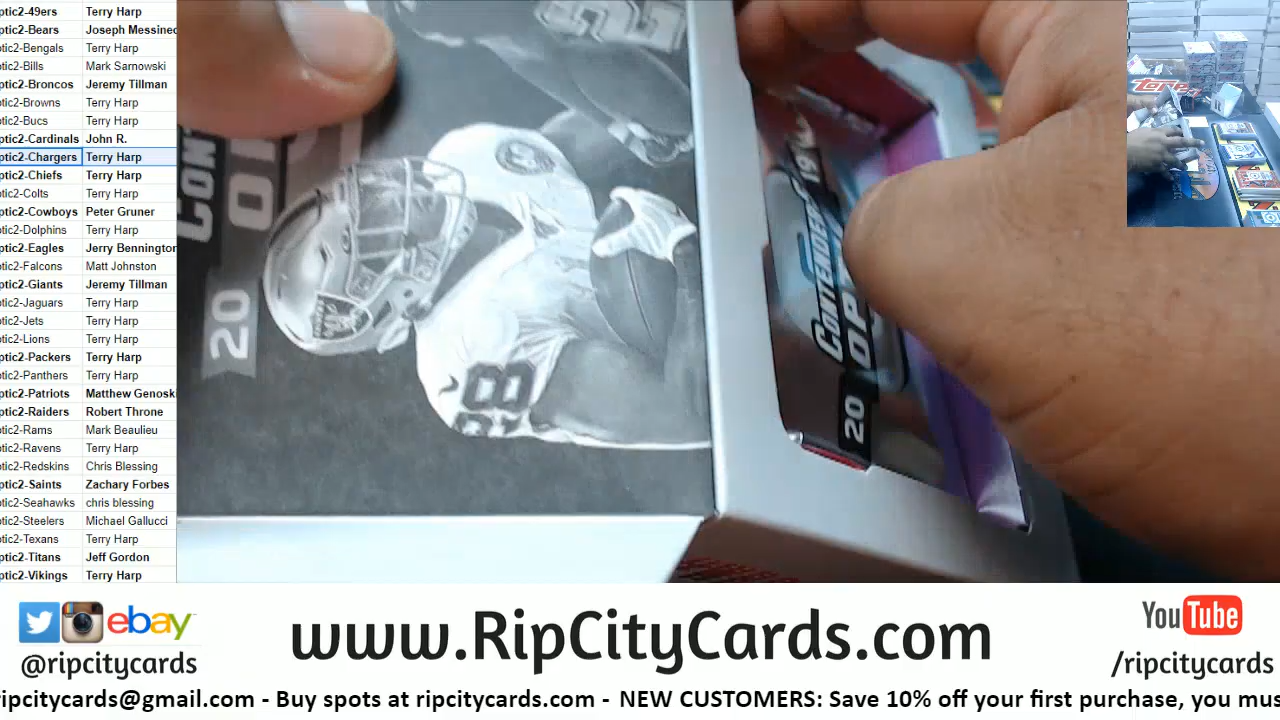 ptic2-49ers Terry Harp
ptic2-Bears Joseph Messinec
ptic2-Bengals Terry Harp
ptic2-Bills Mark Sarnowski
ptic2-Broncos Jeremy Tillman
ptic2-Browns Terry Harp
ptic2-Bucs Terry Harp
ptic2-Cardinals John R.
ptic2-Chargers Terry Harp
ptic2-Chiefs Terry Harp
ptic2-Colts Terry Harp
ptic2-Cowboys Peter Gruner
ptic2-Dolphins Terry Harp
ptic2-Eagles Jerry Bennington
ptic2-Falcons Matt Johnston
ptic2-Giants Jeremy Tillman
ptic2-Jaguars Terry Harp
ptic2-Jets Terry Harp
ptic2-Lions Terry Harp
ptic2-Packers Terry Harp
ptic2-Panthers Terry Harp
ptic2-Patriots Matthew Genoski
ptic2-Raiders Robert Throne
ptic2-Rams Mark Beaulieu
ptic2-Ravens Terry Harp
ptic2-Redskins Chris Blessing
ptic2-Saints Zachary Forbes
ptic2-Seahawks chris blessing
ptic2-Steelers Michael Gallucci
ptic2-Texans Terry Harp
ptic2-Titans Jeff Gordon
ptic2-Vikings Terry Harp
CON
OP
20
28
CONTENDERS
OP
20
19
Topps
ebay
@ripcitycards
www.RipCityCards.com
YouTube
/ripcitycards
ripcitycards@gmail.com - Buy spots at ripcitycards.com - NEW CUSTOMERS: Save 10% off your first purchase, you mus